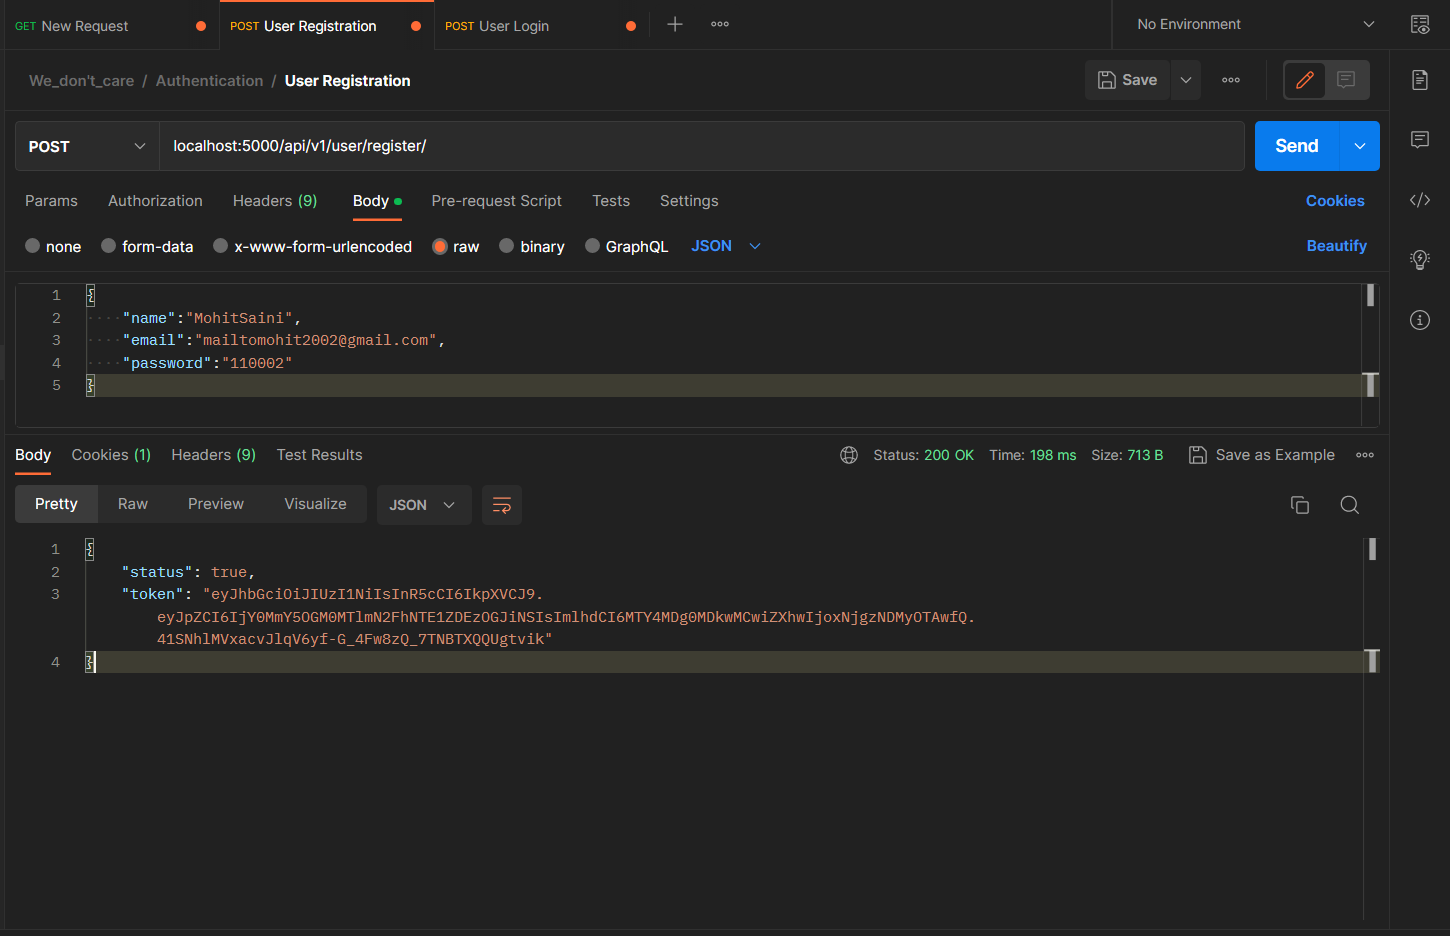 GET New Request POST User Registration POST User Login No Environment
We_don't_care / Authentication / User Registration Save
POST localhost:5000/api/v1/user/register/ Send
Params Authorization Headers (9) Body Pre-request Script Tests Settings Cookies
none form-data x-www-form-urlencoded raw binary GraphQL JSON Beautify
1 {
2 "name":"MohitSaini",
3 "email":"mailtomohit2002@gmail.com",
4 "password":"110002"
5 }
Body Cookies (1) Headers (9) Test Results Status: 200 OK Time: 198 ms Size: 713 B Save as Example
Pretty Raw Preview Visualize JSON
1 {
2 "status": true,
3 "token": "eyJhbGciOiJIUzI1NiIsInR5cCI6IkpXVCJ9.
eyJpZCI6IjY0MmY5OGM0MTlmN2FhNTE1ZDEzOGJiNSIsImlhdCI6MTY4MDg0MDkwMCwiZXhwIjoxNjgzNDMyOTAwfQ.
41SNhlMVxacvJlqV6yf-G_4Fw8zQ_7TNBTXQQUgtvik"
4 }